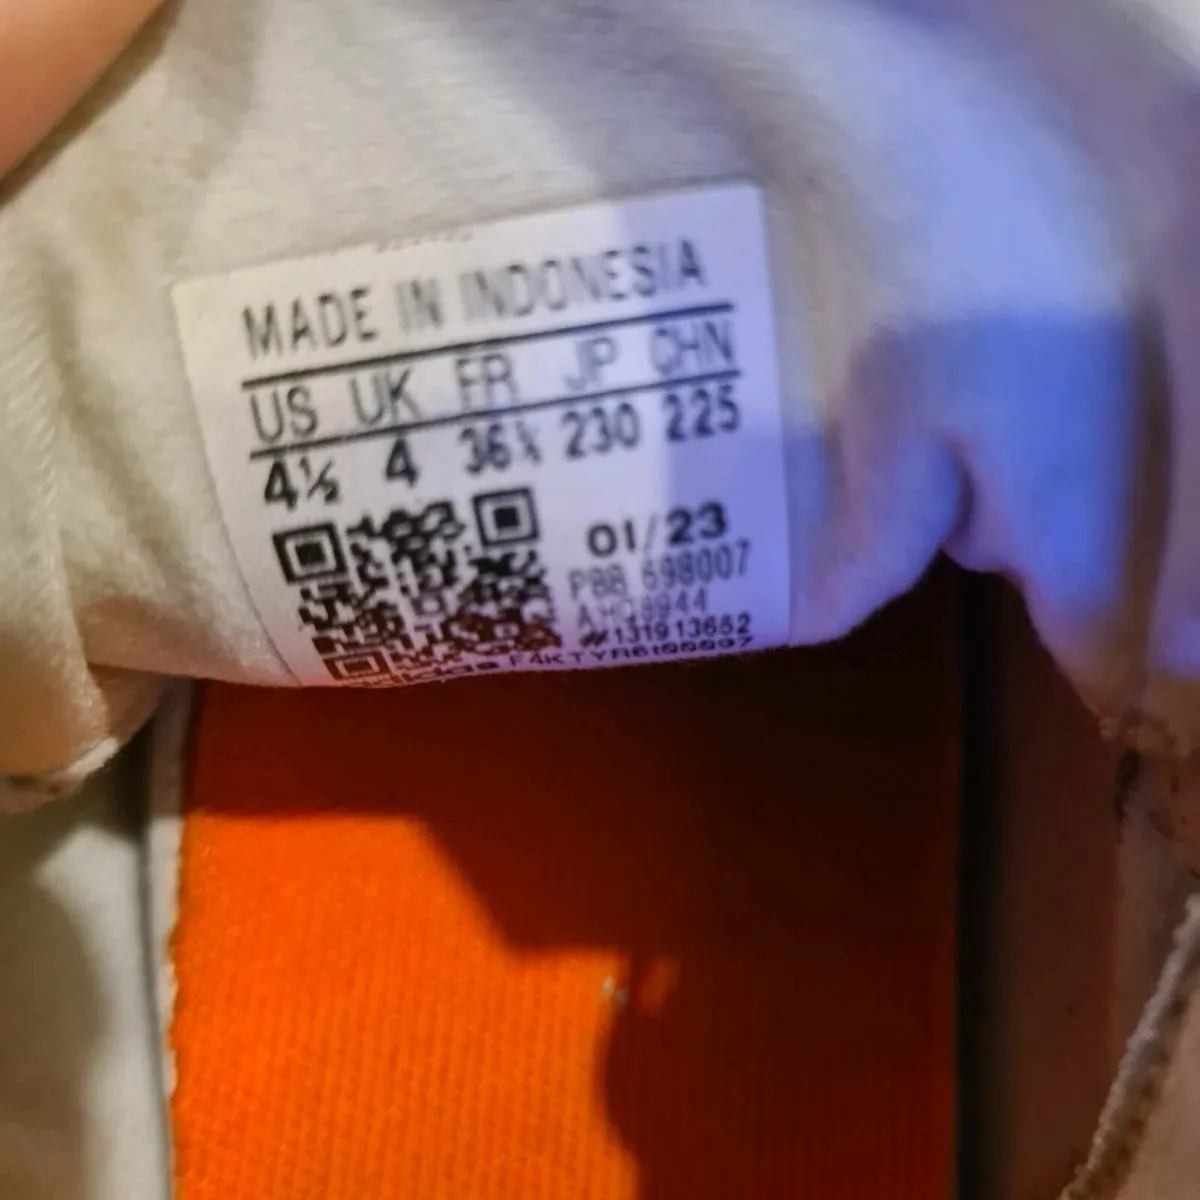 MADE IN INDONESIA
US UK FR JP CHN
4½ 4 36⅔ 230 225
01/23
PBB 698007
#131913652